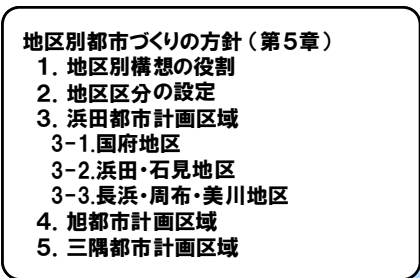 地区別都市づくりの方針（第５章）
１．地区別構想の役割
２．地区区分の設定
３．浜田都市計画区域
３-１.国府地区
３-２.浜田・石見地区
３-３.長浜・周布・美川地区
４．旭都市計画区域
５．三隅都市計画区域